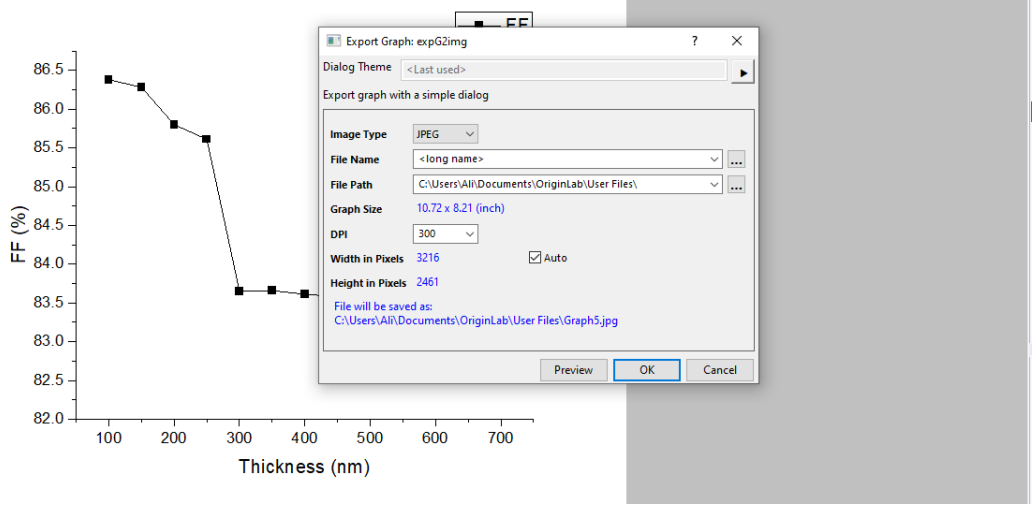 FF
86.5
86.0
85.5
85.0
84.5
84.0
83.5
83.0
82.5
82.0
FF (%)
100 200 300 400 500 600 700
Thickness (nm)
Export Graph: expG2img ? ×
Dialog Theme <Last used>
Export graph with a simple dialog
Image Type JPEG
File Name <long name> ...
File Path C:\Users\Ali\Documents\OriginLab\User Files\ ...
Graph Size 10.72 x 8.21 (inch)
DPI 300
Width in Pixels 3216 Auto
Height in Pixels 2461
File will be saved as:
C:\Users\Ali\Documents\OriginLab\User Files\Graph5.jpg
Preview OK Cancel